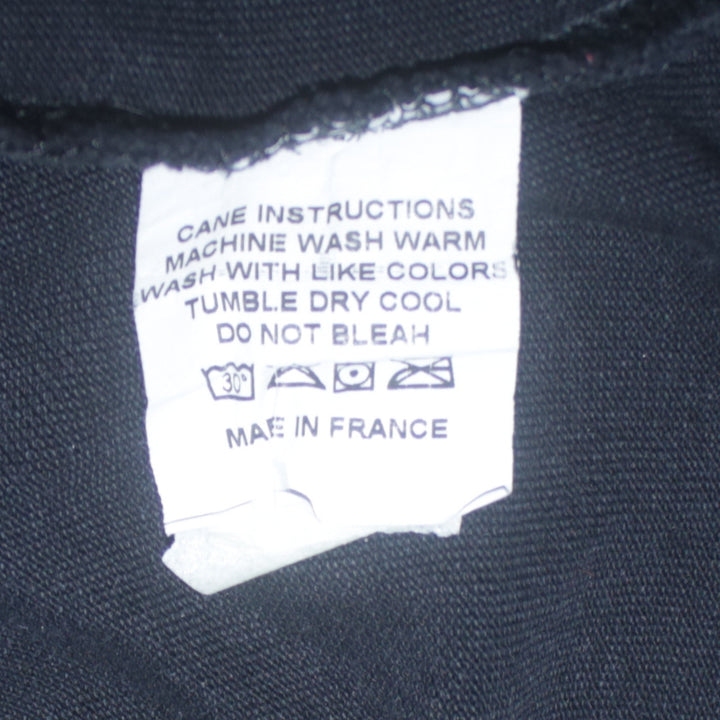 CANE INSTRUCTIONS
MACHINE WASH WARM
WASH WITH LIKE COLORS
TUMBLE DRY COOL
DO NOT BLEAH
30°
MAE IN FRANCE